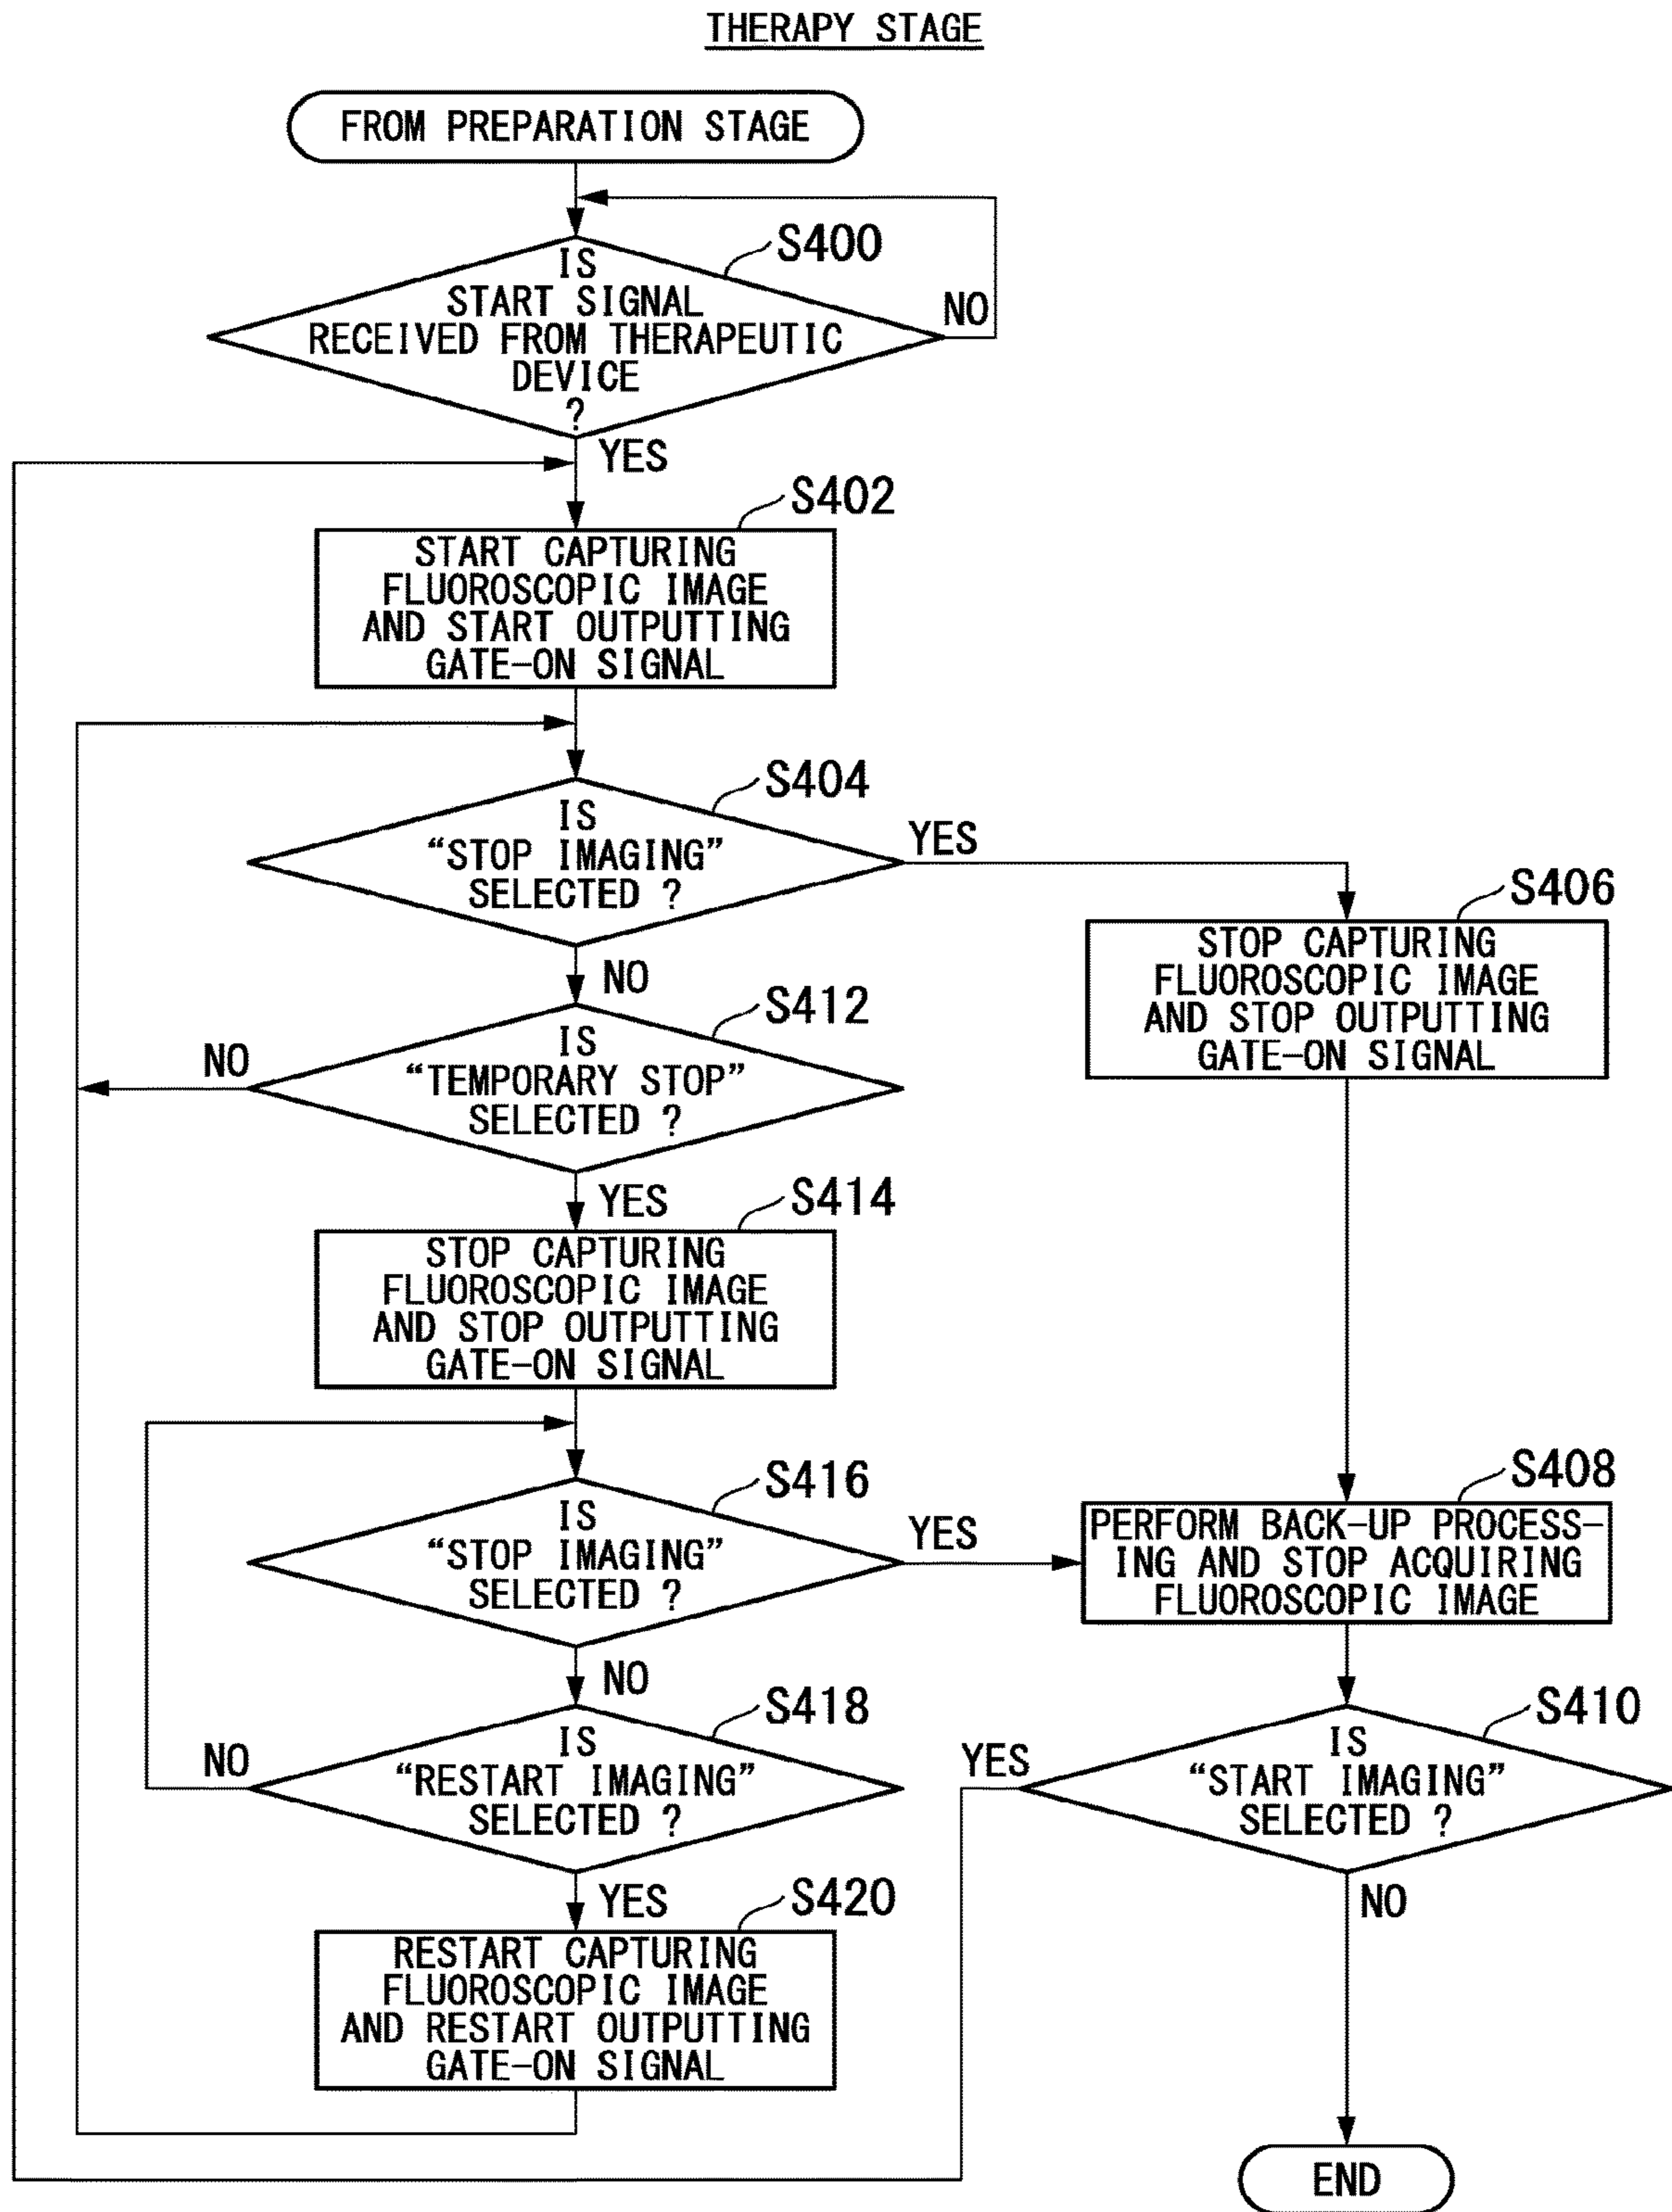 THERAPY STAGE
FROM PREPARATION STAGE
S400
IS
START SIGNAL
RECEIVED FROM THERAPEUTIC
DEVICE
?
NO
YES
S402
START CAPTURING
FLUOROSCOPIC IMAGE
AND START OUTPUTTING
GATE-ON SIGNAL
S404
IS
“STOP IMAGING”
SELECTED ?
YES
NO
S406
STOP CAPTURING
FLUOROSCOPIC IMAGE
AND STOP OUTPUTTING
GATE-ON SIGNAL
S412
IS
“TEMPORARY STOP”
SELECTED ?
NO
YES
S414
STOP CAPTURING
FLUOROSCOPIC IMAGE
AND STOP OUTPUTTING
GATE-ON SIGNAL
S416
IS
“STOP IMAGING”
SELECTED ?
YES
NO
S408
PERFORM BACK-UP PROCESS-
ING AND STOP ACQUIRING
FLUOROSCOPIC IMAGE
S418
IS
“RESTART IMAGING”
SELECTED ?
NO
YES
S410
IS
“START IMAGING”
SELECTED ?
YES
NO
S420
RESTART CAPTURING
FLUOROSCOPIC IMAGE
AND RESTART OUTPUTTING
GATE-ON SIGNAL
END